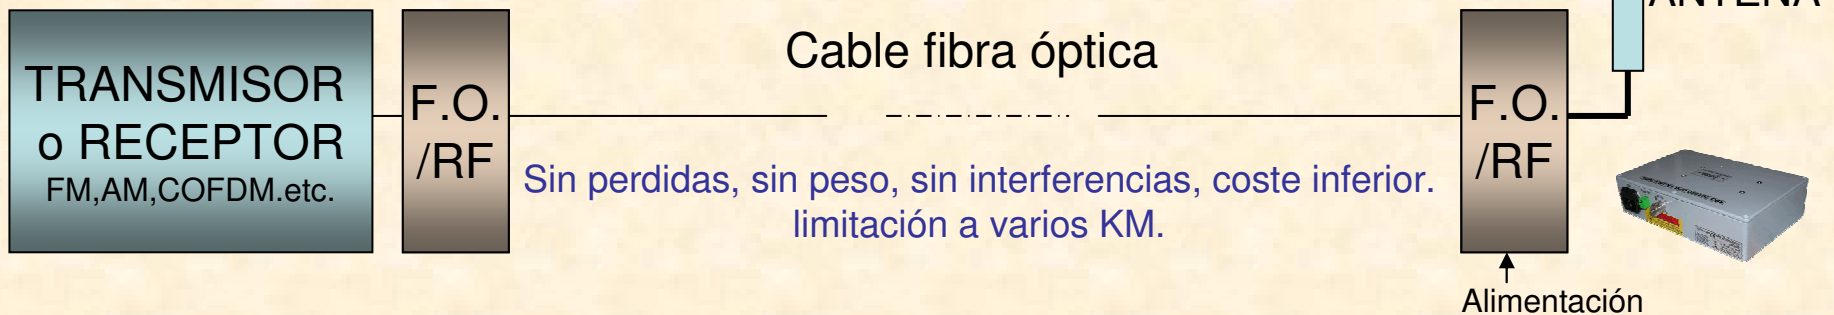 ANTENA
TRANSMISOR
o RECEPTOR
FM,AM,COFDM.etc.
F.O.
/RF
Cable fibra óptica
Sin perdidas, sin peso, sin interferencias, coste inferior.
limitación a varios KM.
F.O.
/RF
Alimentación